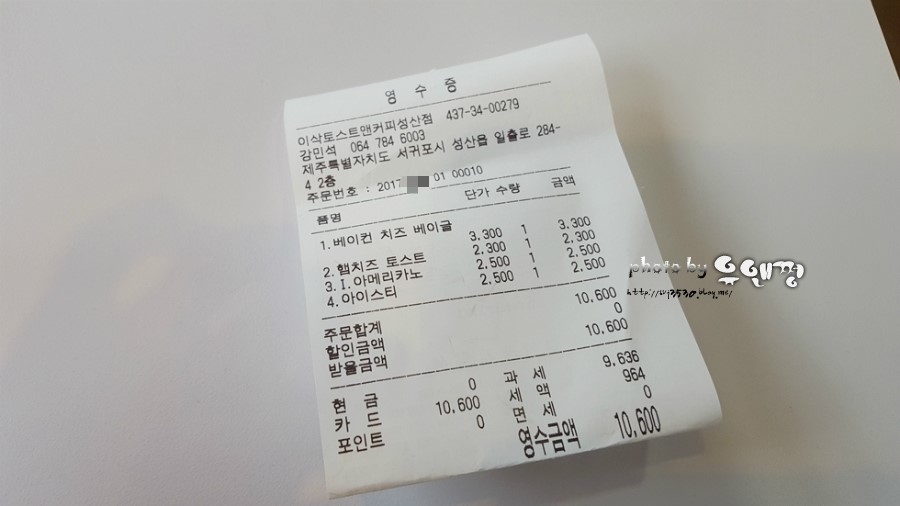 영 수 증
이삭토스트앤커피성산점 437-34-00279
강민석 064 784 6003
제주특별자치도 서귀포시 성산읍 일출로 284-
4 2층
주문번호 : 2017 01 00010
품명 단가 수량 금액
1.베이컨 치즈 베이글
3,300 1 3,300
2.햄치즈 토스트 2,300 1 2,300
3.I.아메리카노 2,500 1 2,500
4.아이스티 2,500 1 2,500
주문합계 10,600
할인금액 0
받을금액 10,600
현 금 0 과 세 9,636
카 드 10,600 세 액 964
포인트 0 면 세 0
영수금액 10,600
photo by 유앤껑